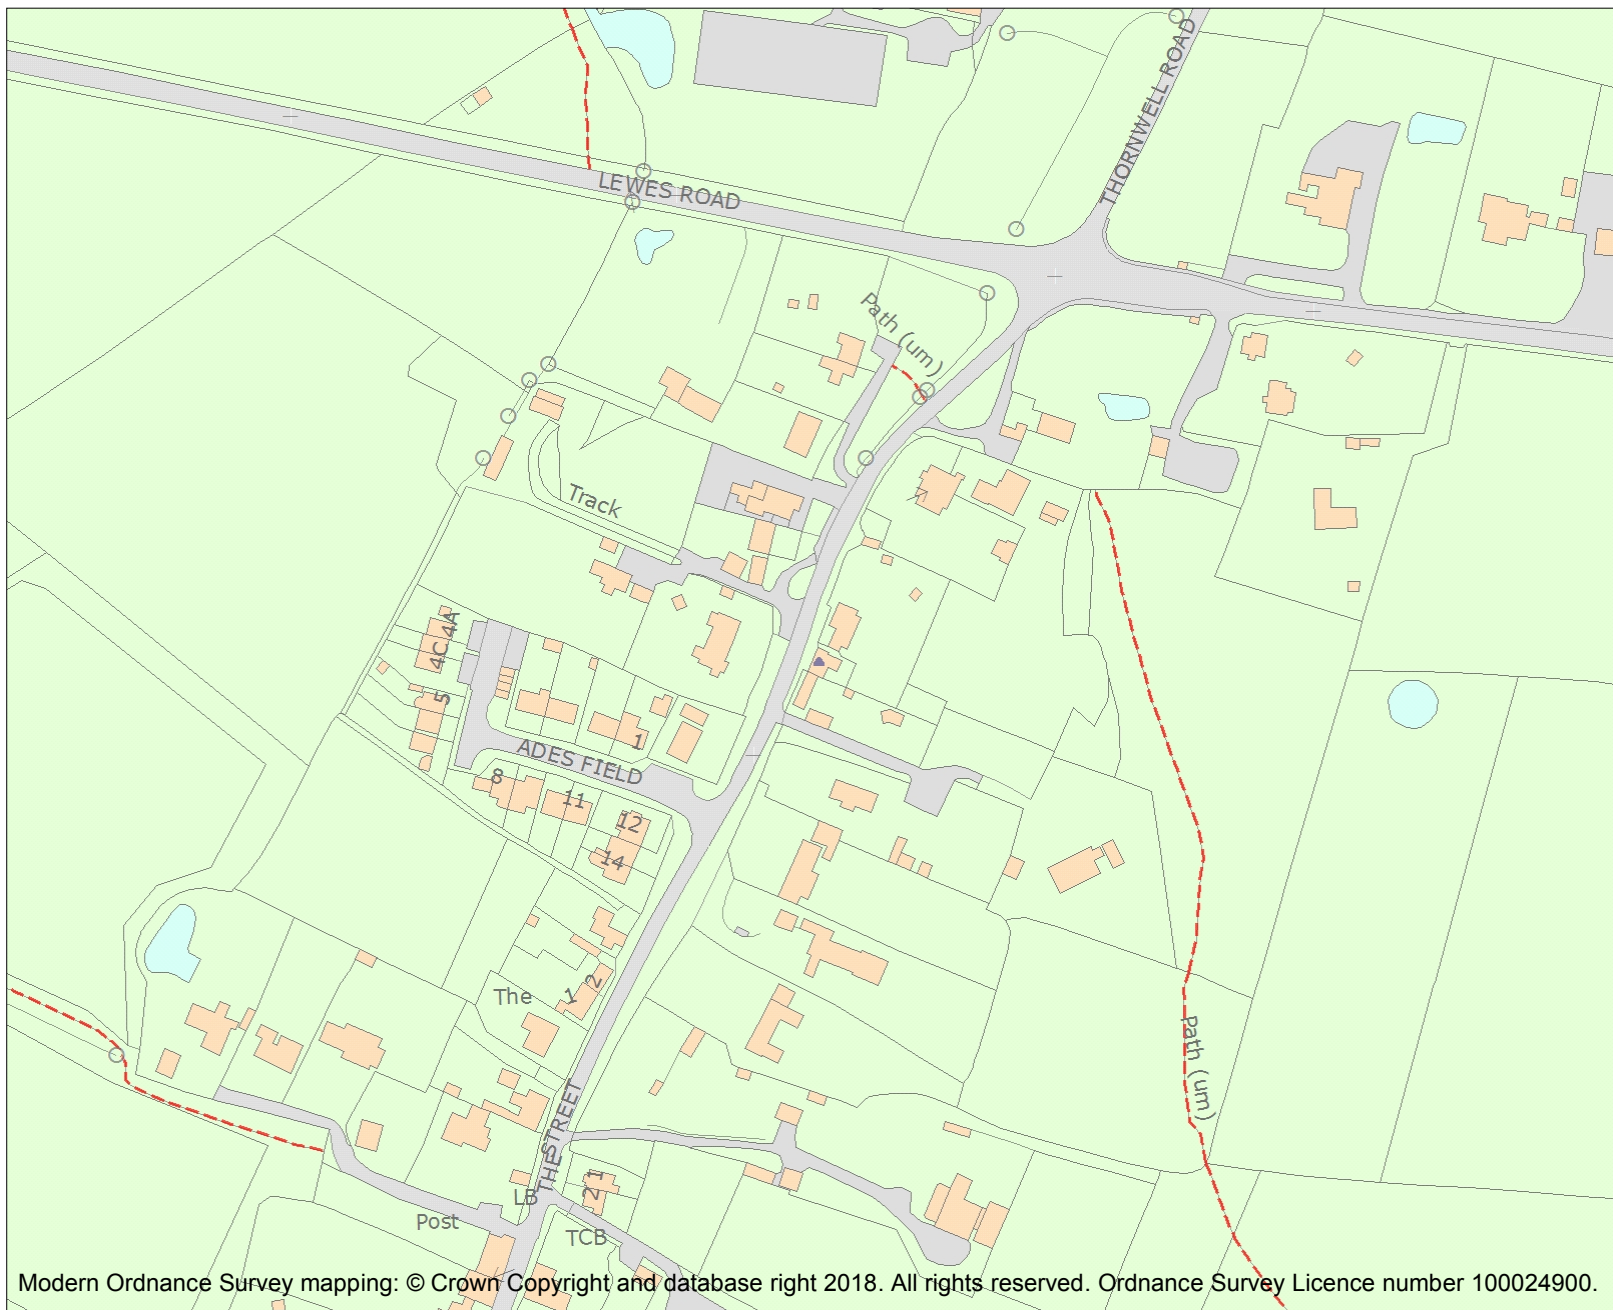 THORNWELL ROAD
LEWES ROAD
Path (um)
Track
4A
4C
5
1
ADES FIELD
8
11
12
14
The
1
2
Path (um)
THE STREET
LB
1
2
Post
TCB
Modern Ordnance Survey mapping: © Crown Copyright and database right 2018. All rights reserved. Ordnance Survey Licence number 100024900.